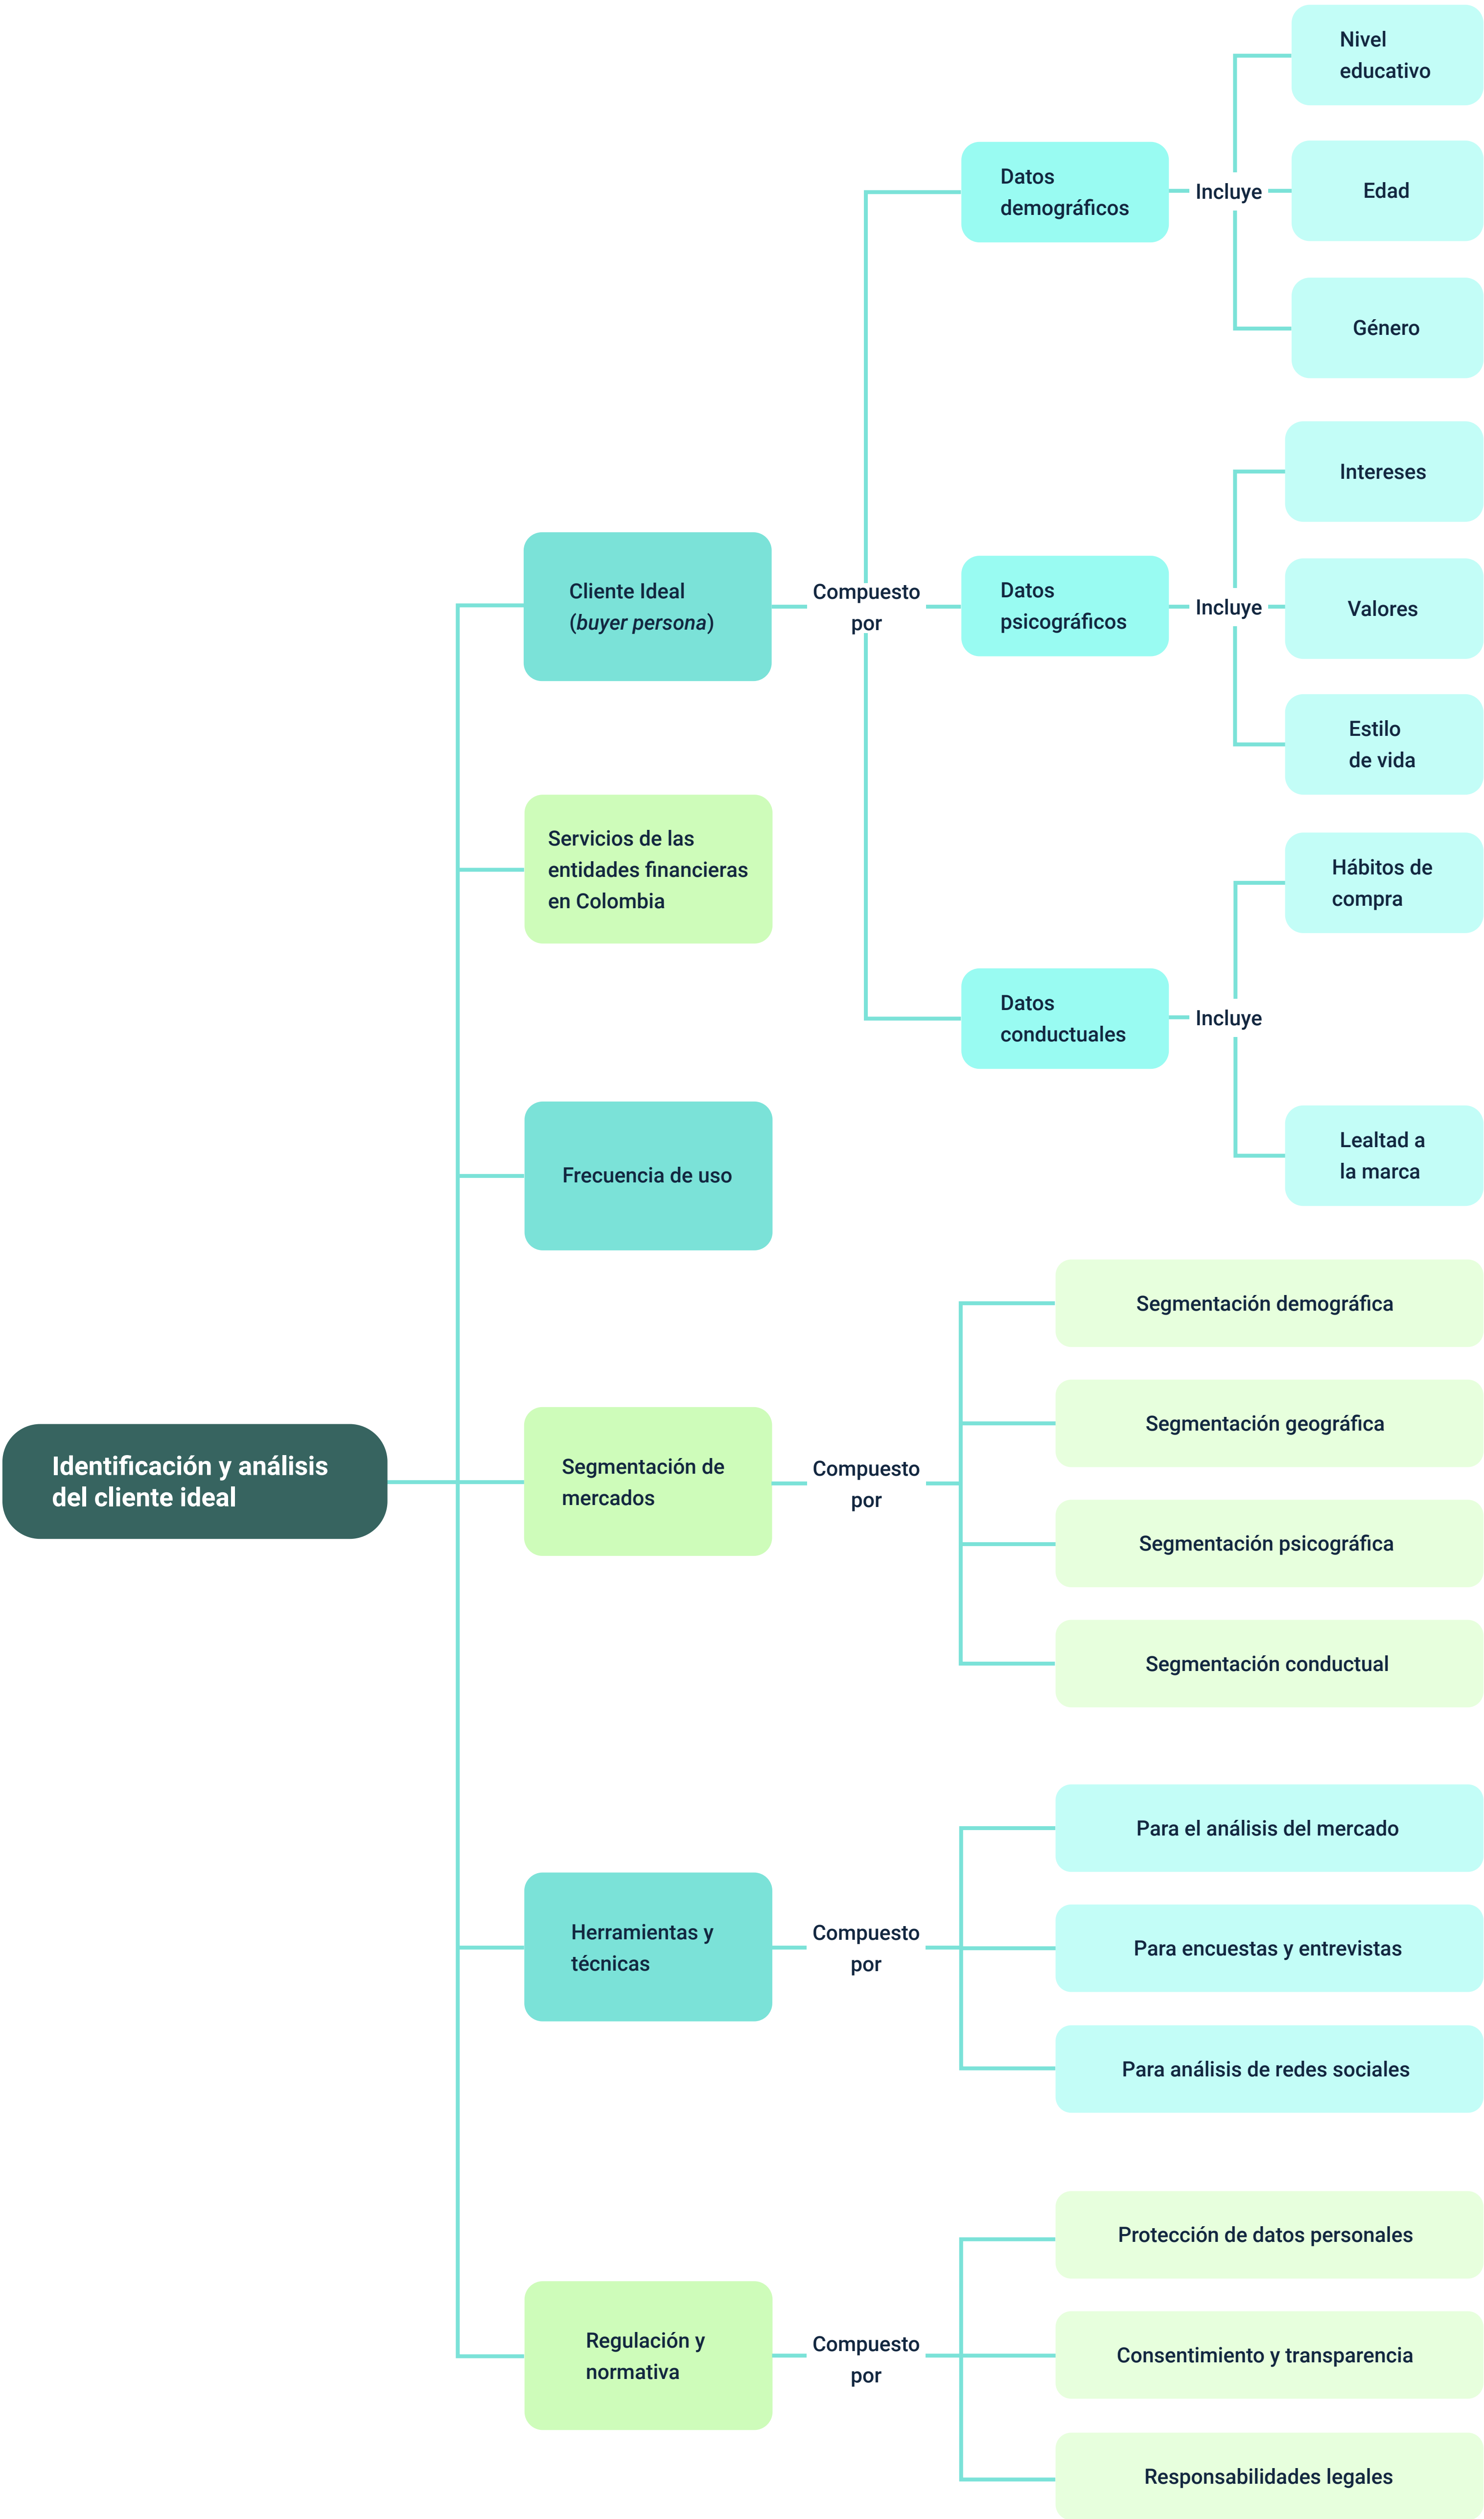 Nivel
educativo
Datos
demográficos
Incluye
Edad
Género
Intereses
Cliente Ideal
(buyer persona)
Compuesto
por
Datos
psicográficos
Incluye
Valores
Estilo
de vida
Servicios de las
entidades financieras
en Colombia
Hábitos de
compra
Datos
conductuales
Incluye
Lealtad a
la marca
Frecuencia de uso
Identificación y análisis
del cliente ideal
Segmentación de
mercados
Compuesto
por
Segmentación demográfica
Segmentación geográfica
Segmentación psicográfica
Segmentación conductual
Herramientas y
técnicas
Compuesto
por
Para el análisis del mercado
Para encuestas y entrevistas
Para análisis de redes sociales
Regulación y
normativa
Compuesto
por
Protección de datos personales
Consentimiento y transparencia
Responsabilidades legales